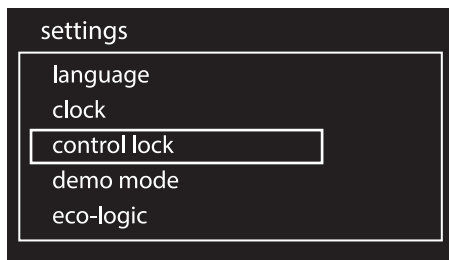 settings
language
clock
control lock
demo mode
eco-logic